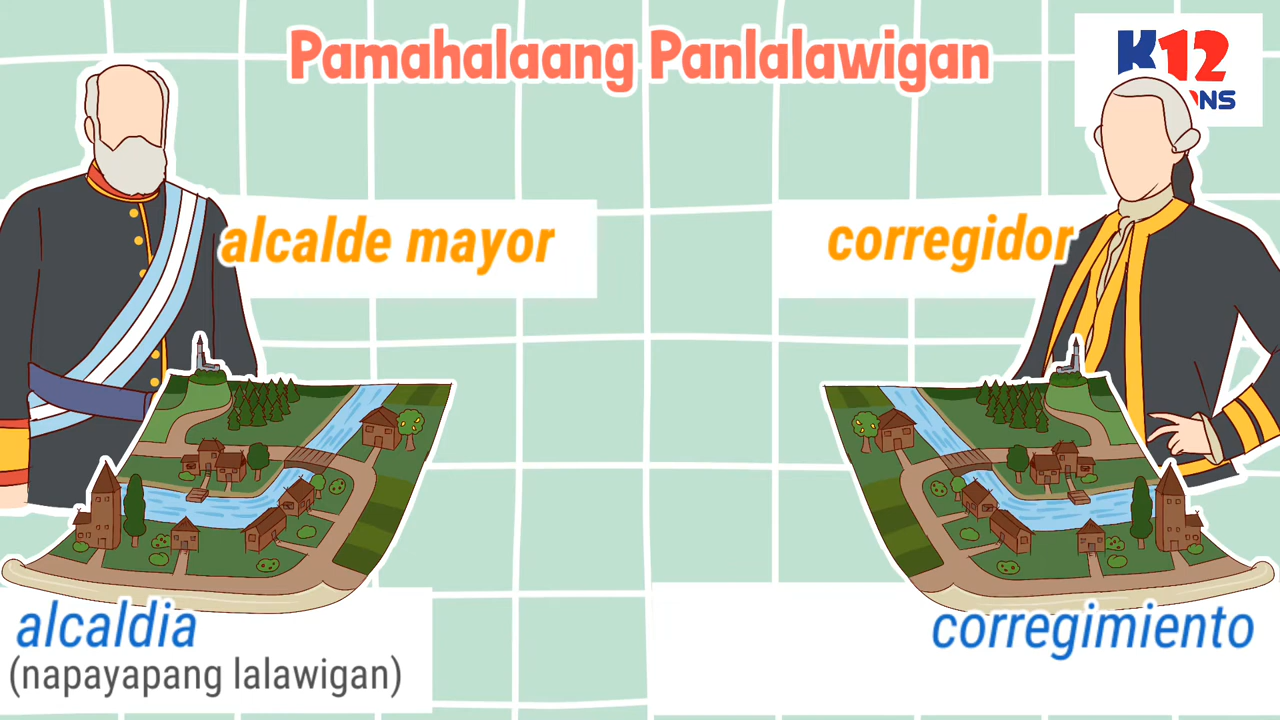 Pamahalaang Panlalawigan
K12
alcalde mayor
corregidor
alcaldia
(napayapang lalawigan)
corregimiento